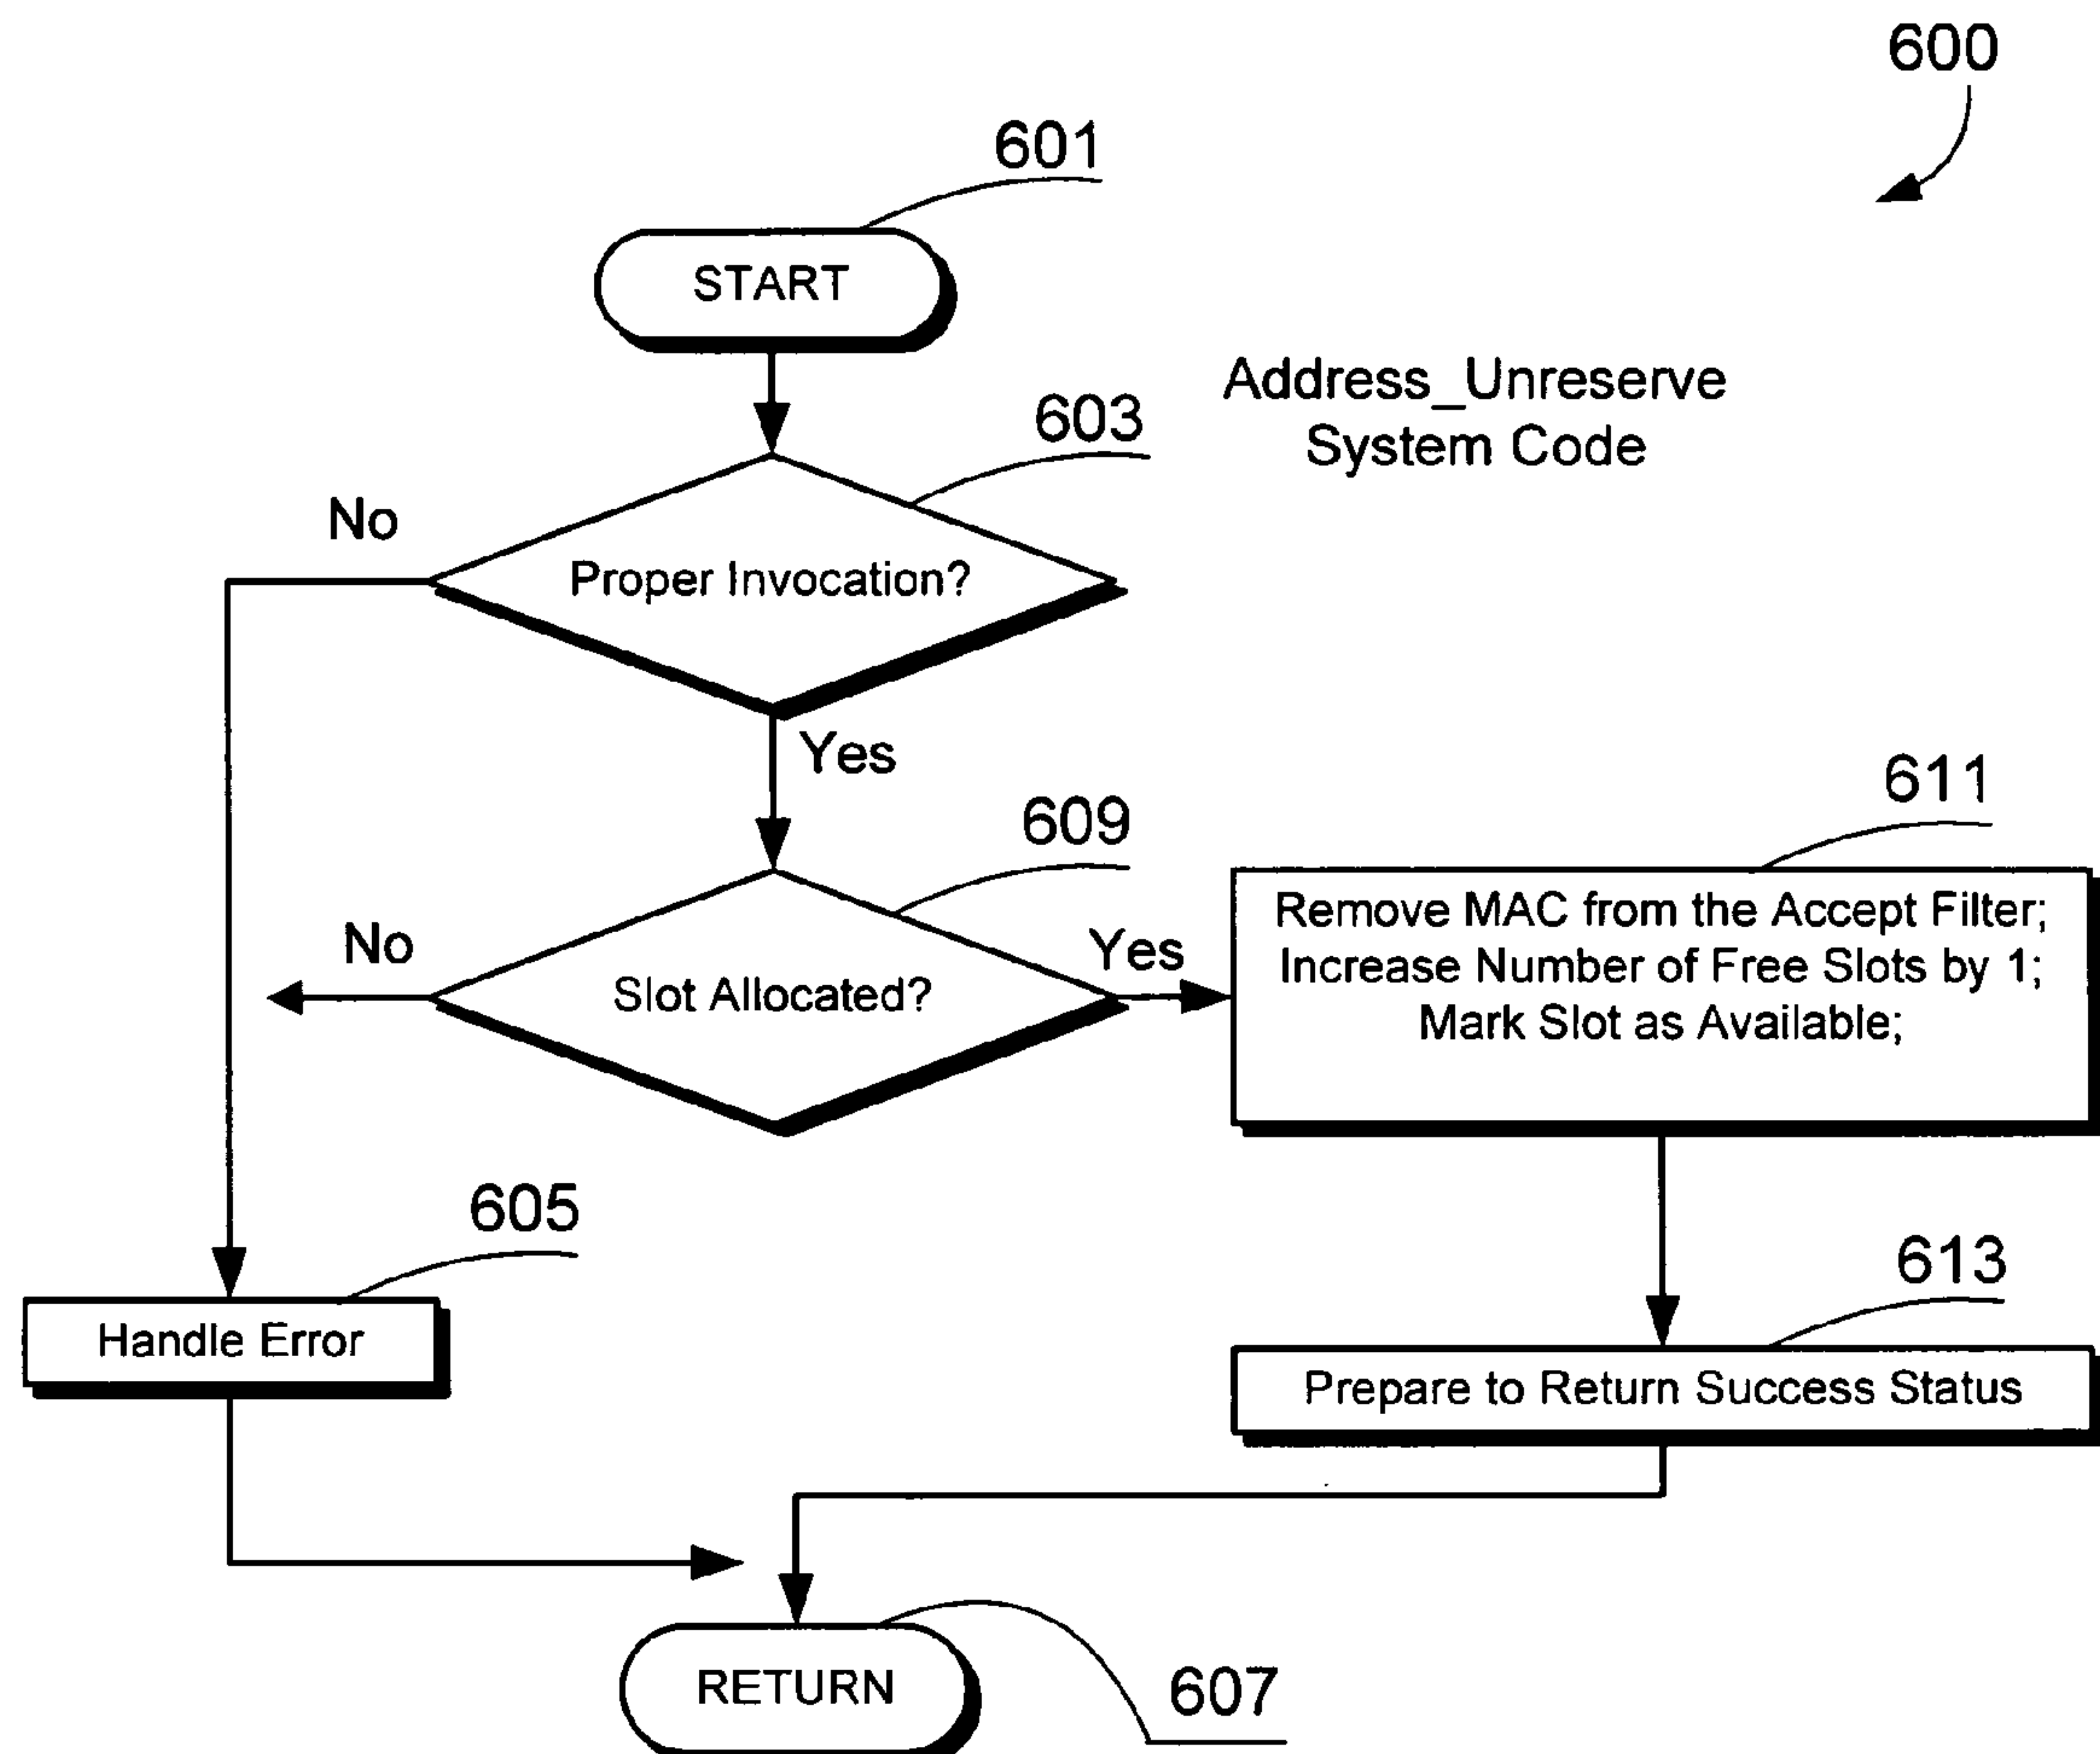 600
601
START
Address_Unreserve
System Code
603
No
Proper Invocation?
Yes
609
611
No
Slot Allocated?
Yes
Remove MAC from the Accept Filter;
Increase Number of Free Slots by 1;
Mark Slot as Available;
605
Handle Error
613
Prepare to Return Success Status
RETURN
607